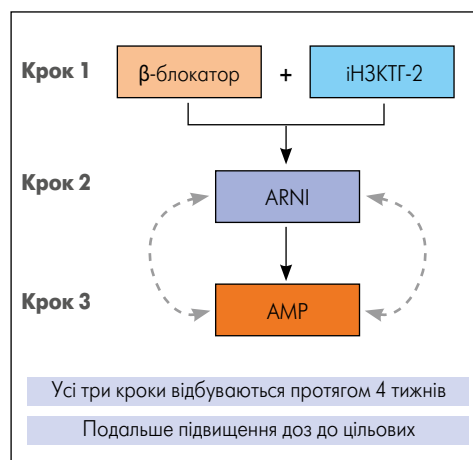 Крок 1
β-блокатор + іНЗКТГ-2
Крок 2
ARNI
Крок 3
АМР
Усі три кроки відбуваються протягом 4 тижнів
Подальше підвищення доз до цільових